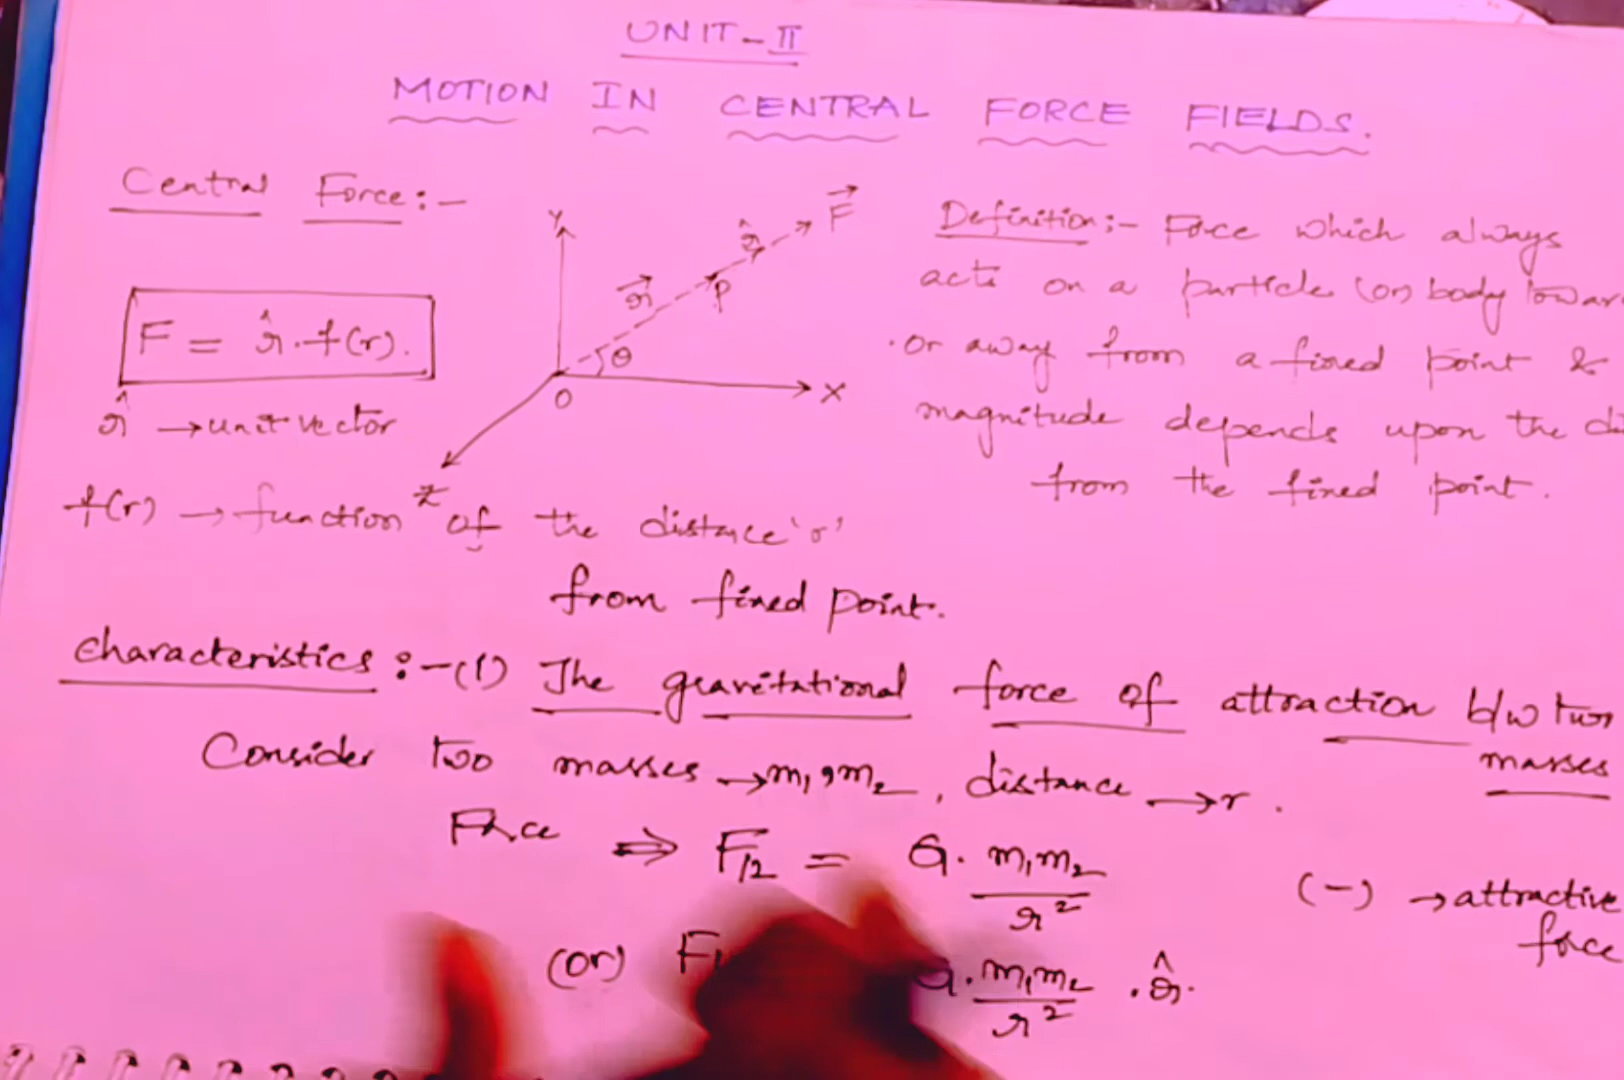 UNIT-II
MOTION IN CENTRAL FORCE FIELDS.
Central Force:-
F = r̂.f(r).
r̂ → unit vector
Y
r⃗
P
r̂
F⃗
θ
O
X
Z
Definition:- Force which always
acts on a particle (or) body
or away from a fixed point &
magnitude depends upon the
from the fixed point.
f(r) → function of the distance 'r'
from fixed point.
characteristics:-(1) The gravitational force of attraction b/w two
masses
Consider two masses → m₁, m₂, distance → r.
Force ⇒ F₁₂ = G. m₁m₂ / r²
(-) → attractive
force
(or) F G. m₁m₂ / r² . r̂.